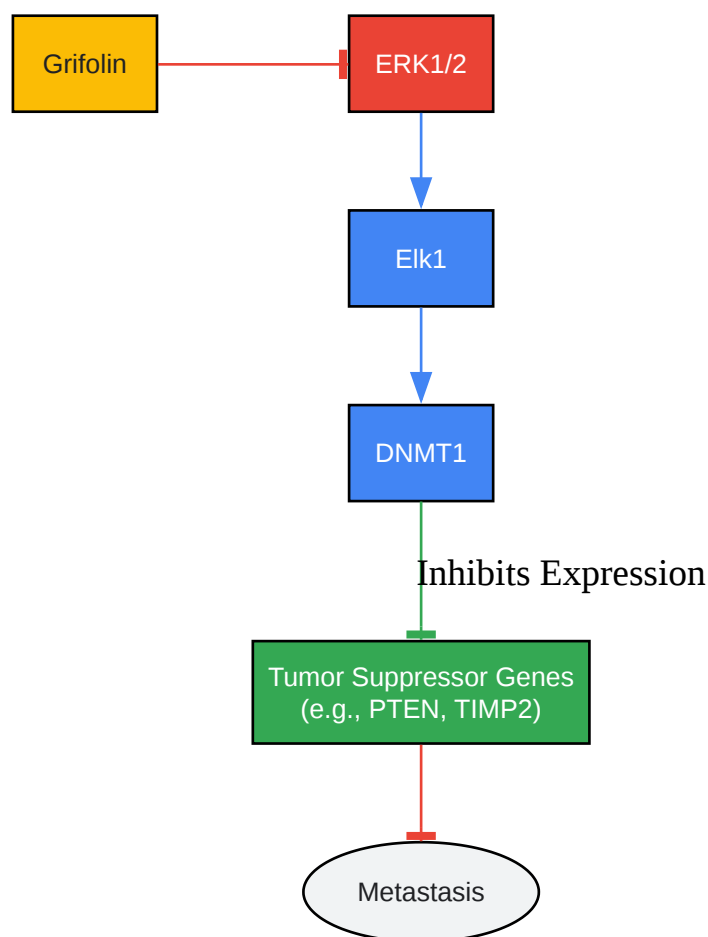 Grifolin
ERK1/2
Elk1
DNMT1
Inhibits Expression
Tumor Suppressor Genes
(e.g., PTEN, TIMP2)
Metastasis